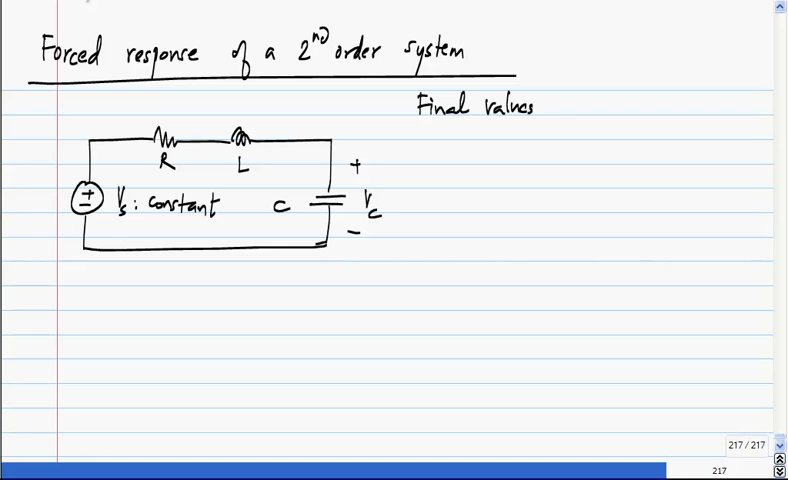 Forced response of a 2nd order system
Final values
R L
+
Vs: constant C Vc
-
217 / 217
217